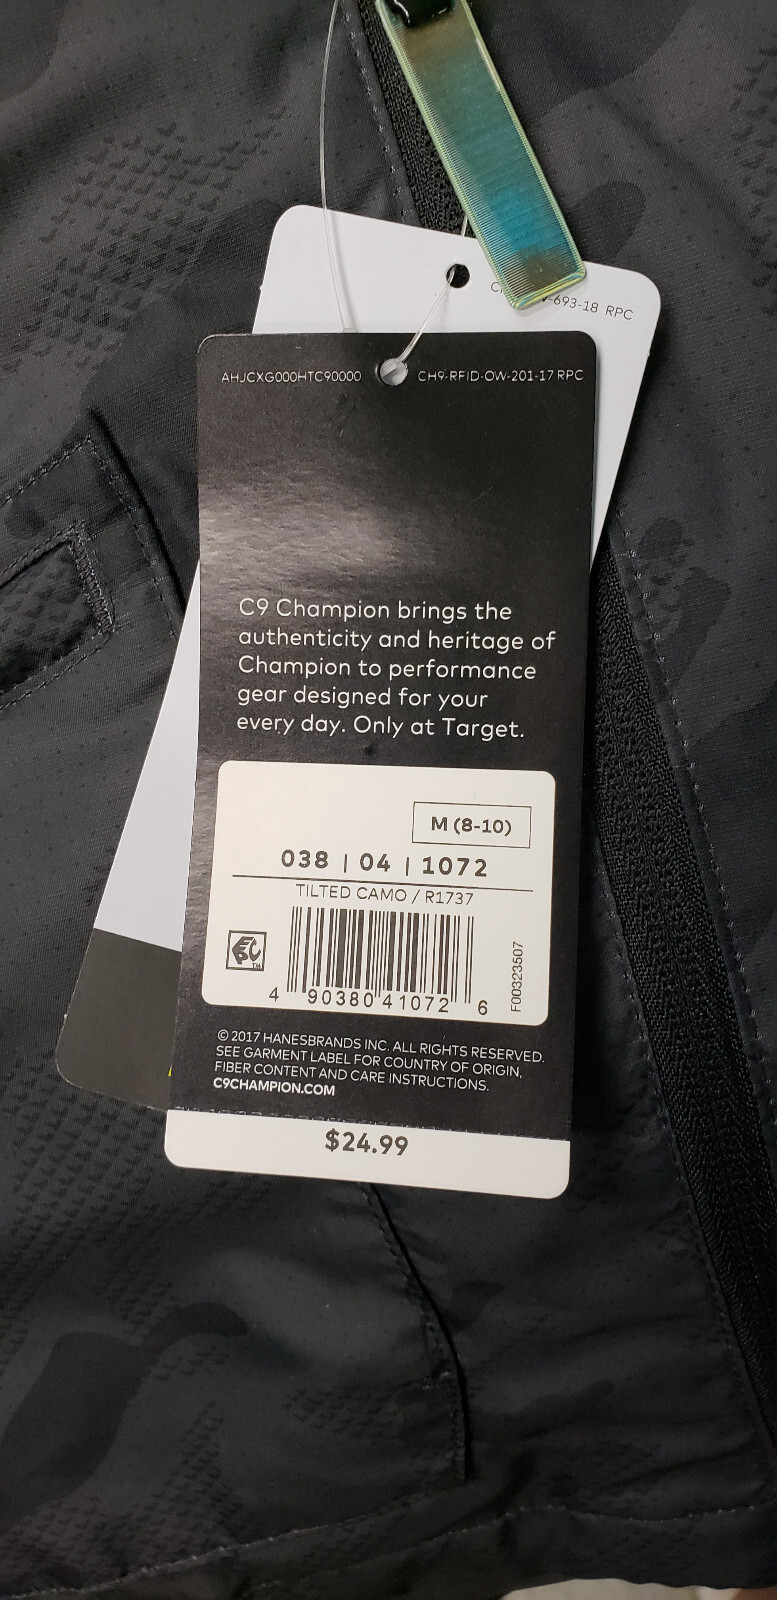 -693-18 RPC
AHJCXG000HTC90000 CH9-RFID-OW-201-17 RPC
C9 Champion brings the
authenticity and heritage of
Champion to performance
gear designed for your
every day. Only at Target.
M (8-10)
038 | 04 | 1072
TILTED CAMO / R1737
EPC TM
4 90380 41072 6
F00323507
© 2017 HANESBRANDS INC. ALL RIGHTS RESERVED.
SEE GARMENT LABEL FOR COUNTRY OF ORIGIN,
FIBER CONTENT AND CARE INSTRUCTIONS.
C9CHAMPION.COM
$24.99